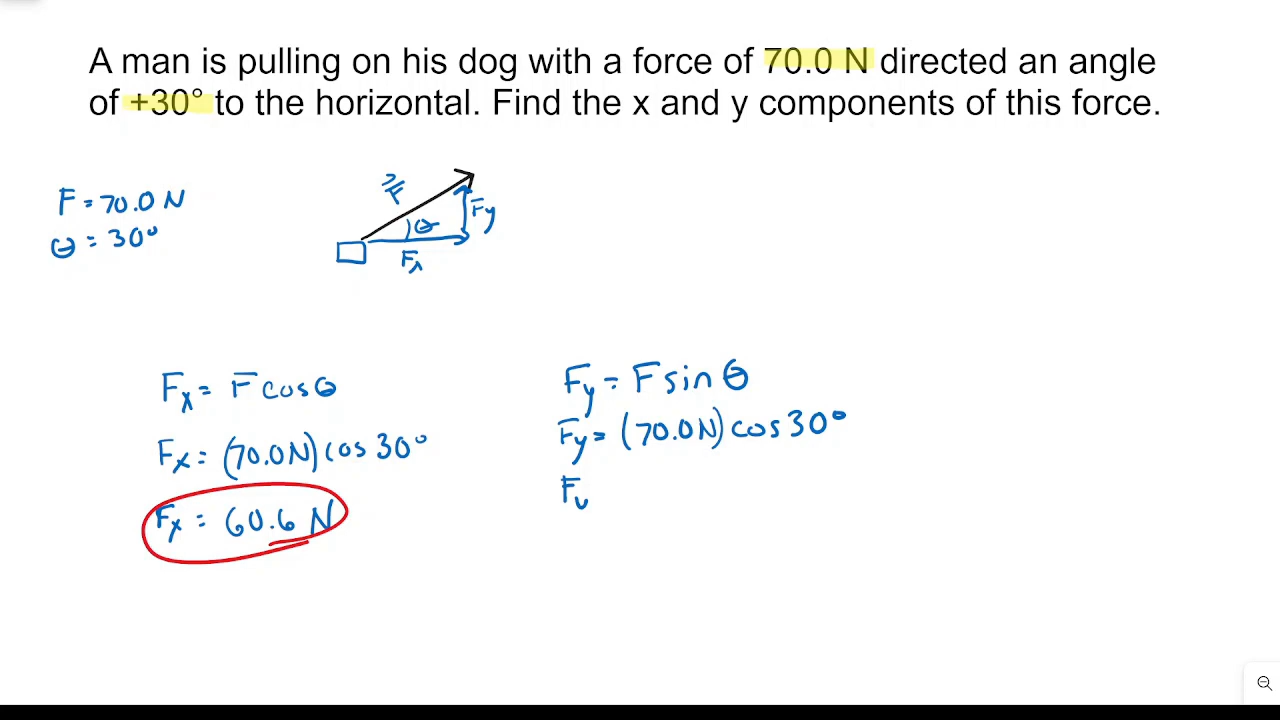 A man is pulling on his dog with a force of 70.0 N directed an angle
of +30° to the horizontal. Find the x and y components of this force.
F = 70.0 N
θ = 30°
F
θ
Fy
Fx
Fx = F cosθ
Fx = (70.0N) cos 30°
Fx = 60.6 N
Fy = F sin θ
Fy = (70.0N) cos 30°